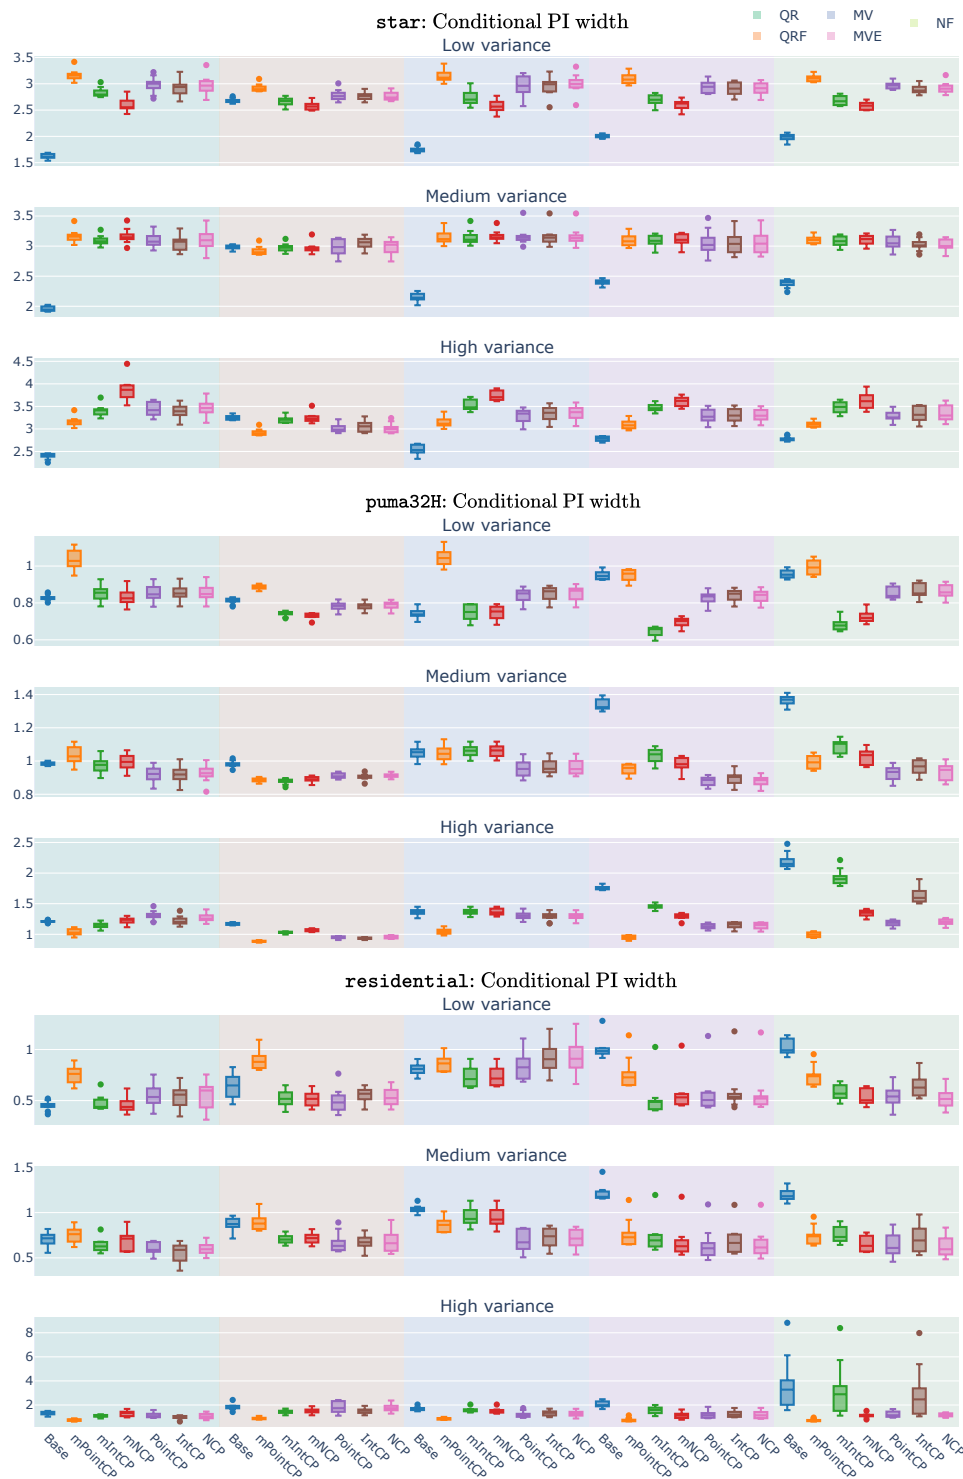 star: Conditional PI width
QR
MV
NF
QRF
MVE
Low variance
3.5
3
2.5
2
1.5
Medium variance
3.5
3
2.5
2
High variance
4.5
4
3.5
3
2.5
puma32H: Conditional PI width
Low variance
1
0.8
0.6
Medium variance
1.4
1.2
1
0.8
High variance
2.5
2
1.5
1
residential: Conditional PI width
Low variance
1
0.5
Medium variance
1.5
1
0.5
High variance
8
6
4
2
Base mPointCP mIntCP mNCP PointCP IntCP NCP Base mPointCP mIntCP mNCP PointCP IntCP NCP Base mPointCP mIntCP mNCP PointCP IntCP NCP Base mPointCP mIntCP mNCP PointCP IntCP NCP Base mPointCP mIntCP mNCP PointCP IntCP NCP